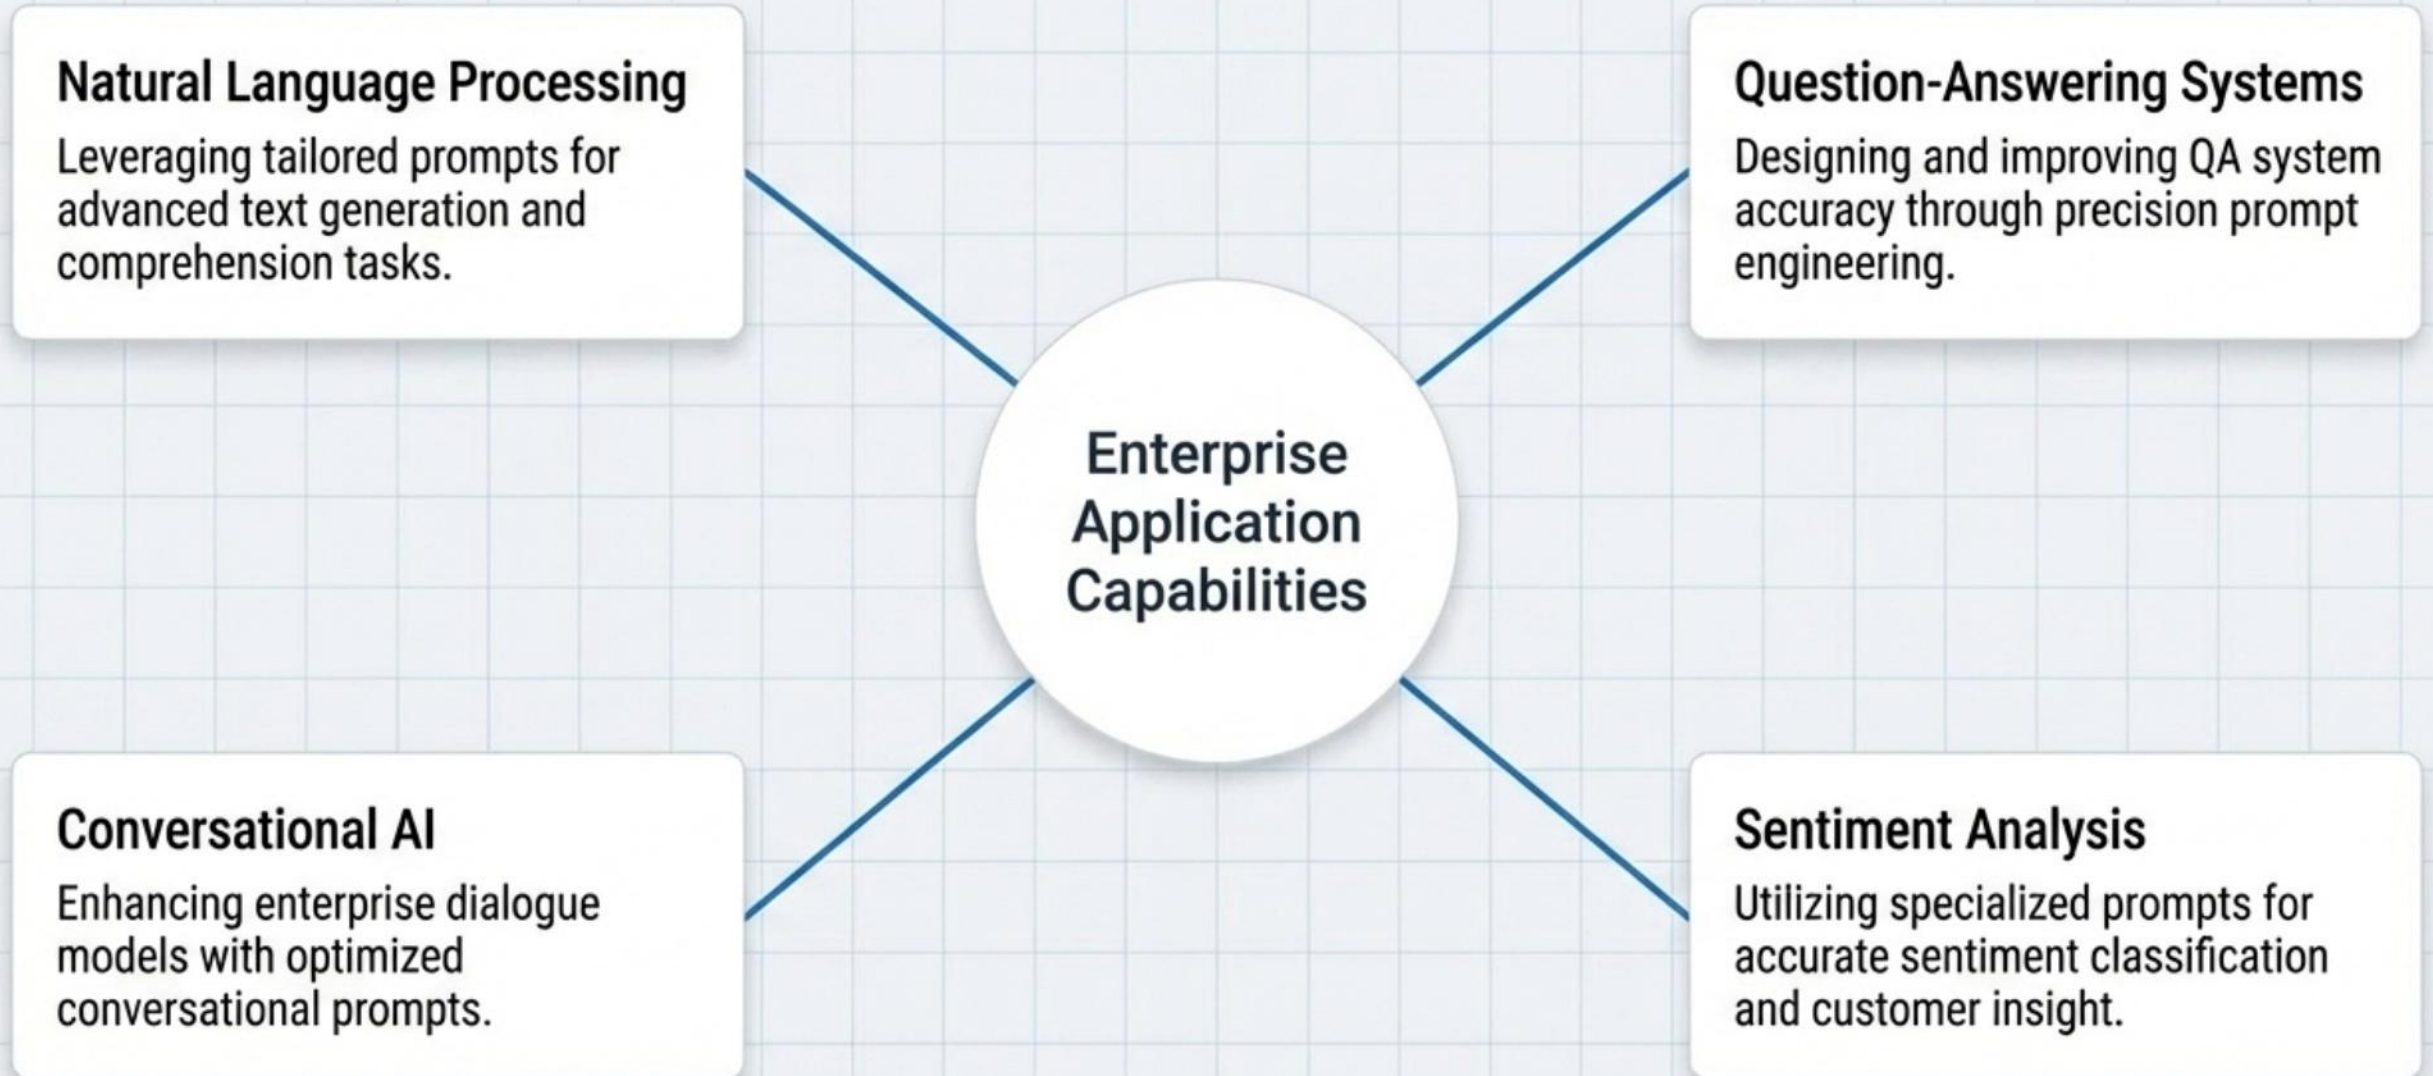 Natural Language Processing
Leveraging tailored prompts for
advanced text generation and
comprehension tasks.
Question-Answering Systems
Designing and improving QA system
accuracy through precision prompt
engineering.
Enterprise
Application
Capabilities
Conversational AI
Enhancing enterprise dialogue
models with optimized
conversational prompts.
Sentiment Analysis
Utilizing specialized prompts for
accurate sentiment classification
and customer insight.